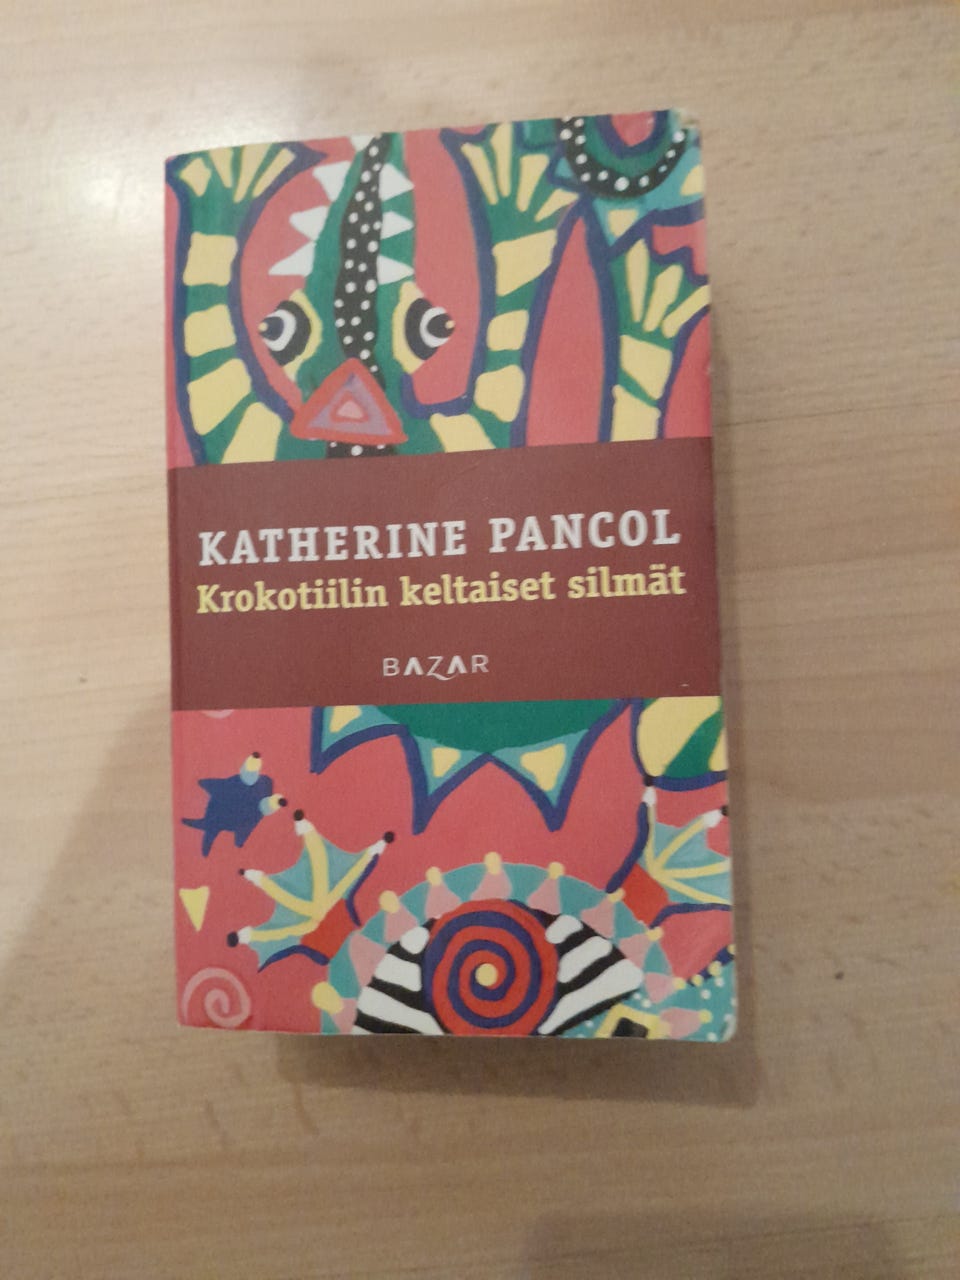 KATHERINE PANCOL
Krokotiilin keltaiset silmät
BAZAR